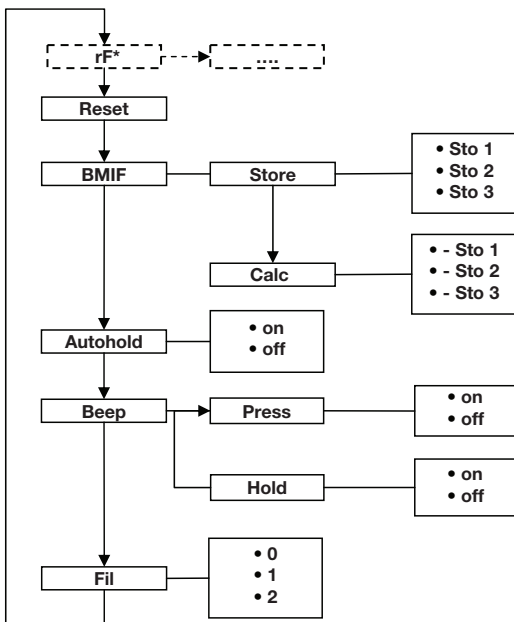 rF*
....
Reset
BMIF
Store
• Sto 1
• Sto 2
• Sto 3
Calc
• - Sto 1
• - Sto 2
• - Sto 3
Autohold
• on
• off
Beep
Press
• on
• off
Hold
• on
• off
Fil
• 0
• 1
• 2